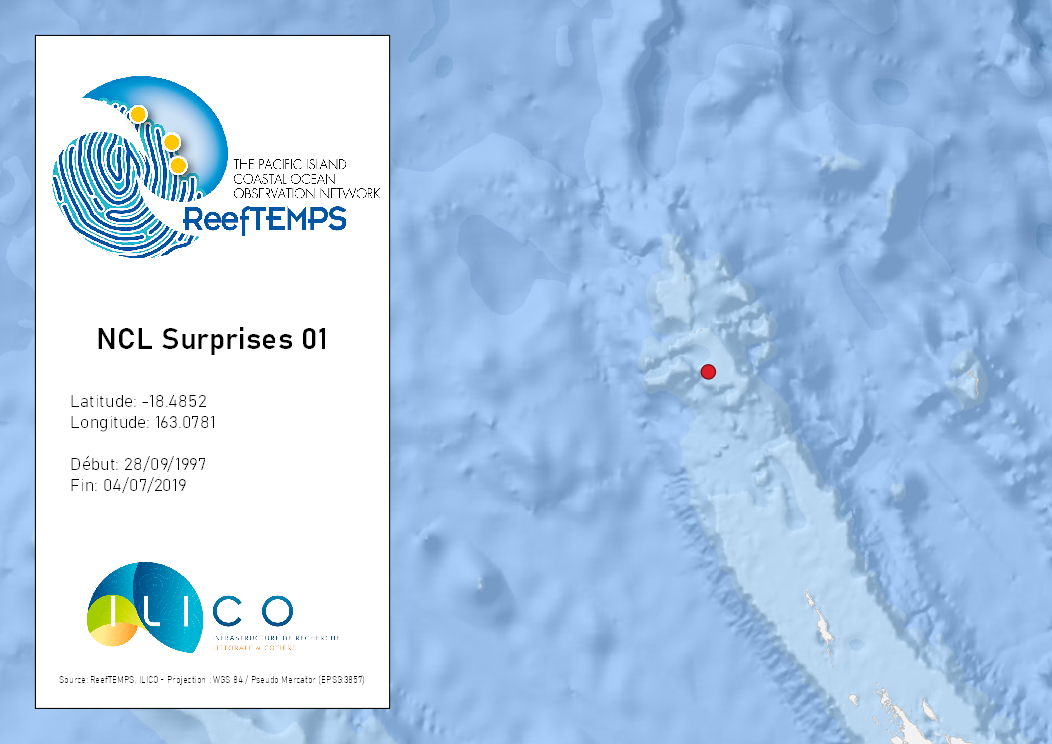 THE PACIFIC ISLAND
COASTAL OCEAN
OBSERVATION NETWORK
ReefTEMPS
NCL Surprises 01
Latitude: -18.4852
Longitude: 163.0781
Début: 28/09/1997
Fin: 04/07/2019
ILICO
INFRASTRUCTURE DE RECHERCHE
LITTORALE & CÔTIÈRE
Source: ReefTEMPS, ILICO - Projection : WGS 84 / Pseudo Mercator (EPSG:3857)